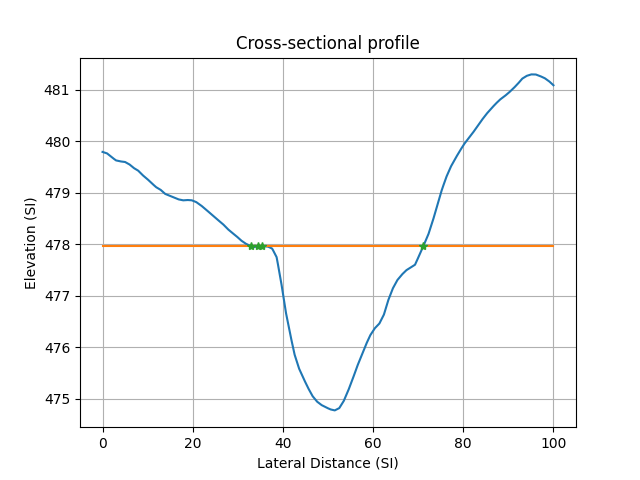 Cross-sectional profile
481
480
479
478
477
476
475
Elevation (SI)
0 20 40 60 80 100
Lateral Distance (SI)